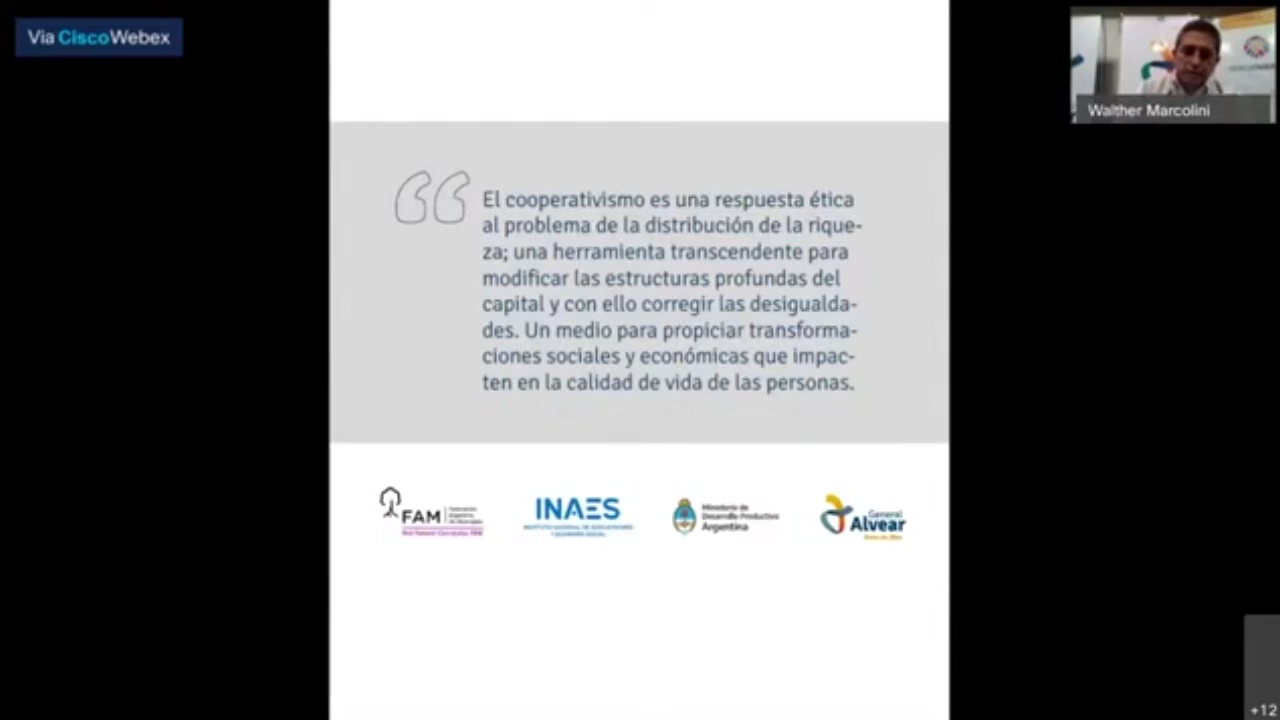 Via CiscoWebex
Walther Marcolini
El cooperativismo es una respuesta ética
al problema de la distribución de la rique-
za; una herramienta transcendente para
modificar las estructuras profundas del
capital y con ello corregir las desigualda-
des. Un medio para propiciar transforma-
ciones sociales y económicas que impac-
ten en la calidad de vida de las personas.
FAM
INAES
Ministerio de
Desarrollo Productivo
Argentina
General
Alvear
+12